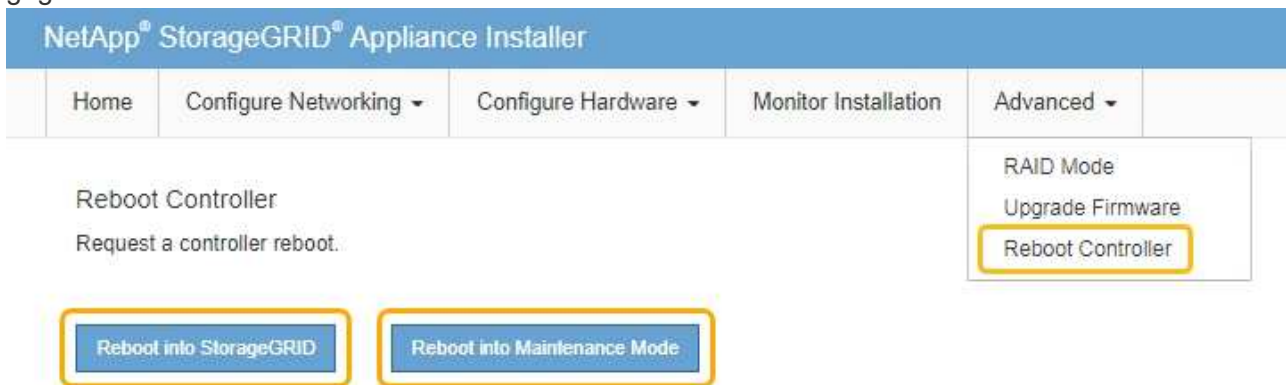 NetApp® StorageGRID® Appliance Installer
Home Configure Networking Configure Hardware Monitor Installation Advanced
RAID Mode
Upgrade Firmware
Reboot Controller
Reboot Controller
Request a controller reboot.
Reboot into StorageGRID Reboot into Maintenance Mode